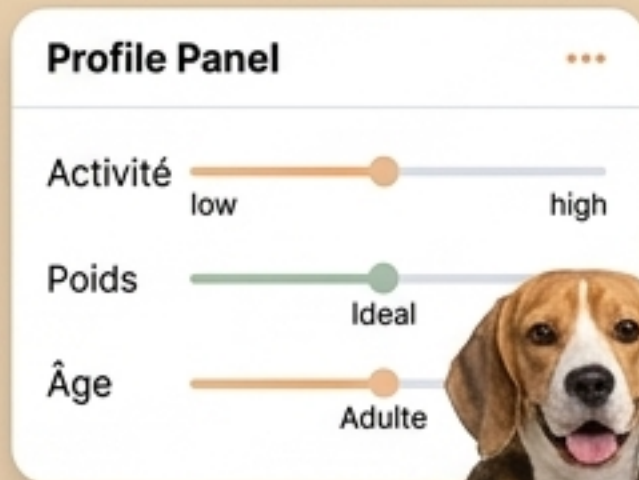 Profile Panel
Activité
low
high
Poids
Ideal
Âge
Adulte